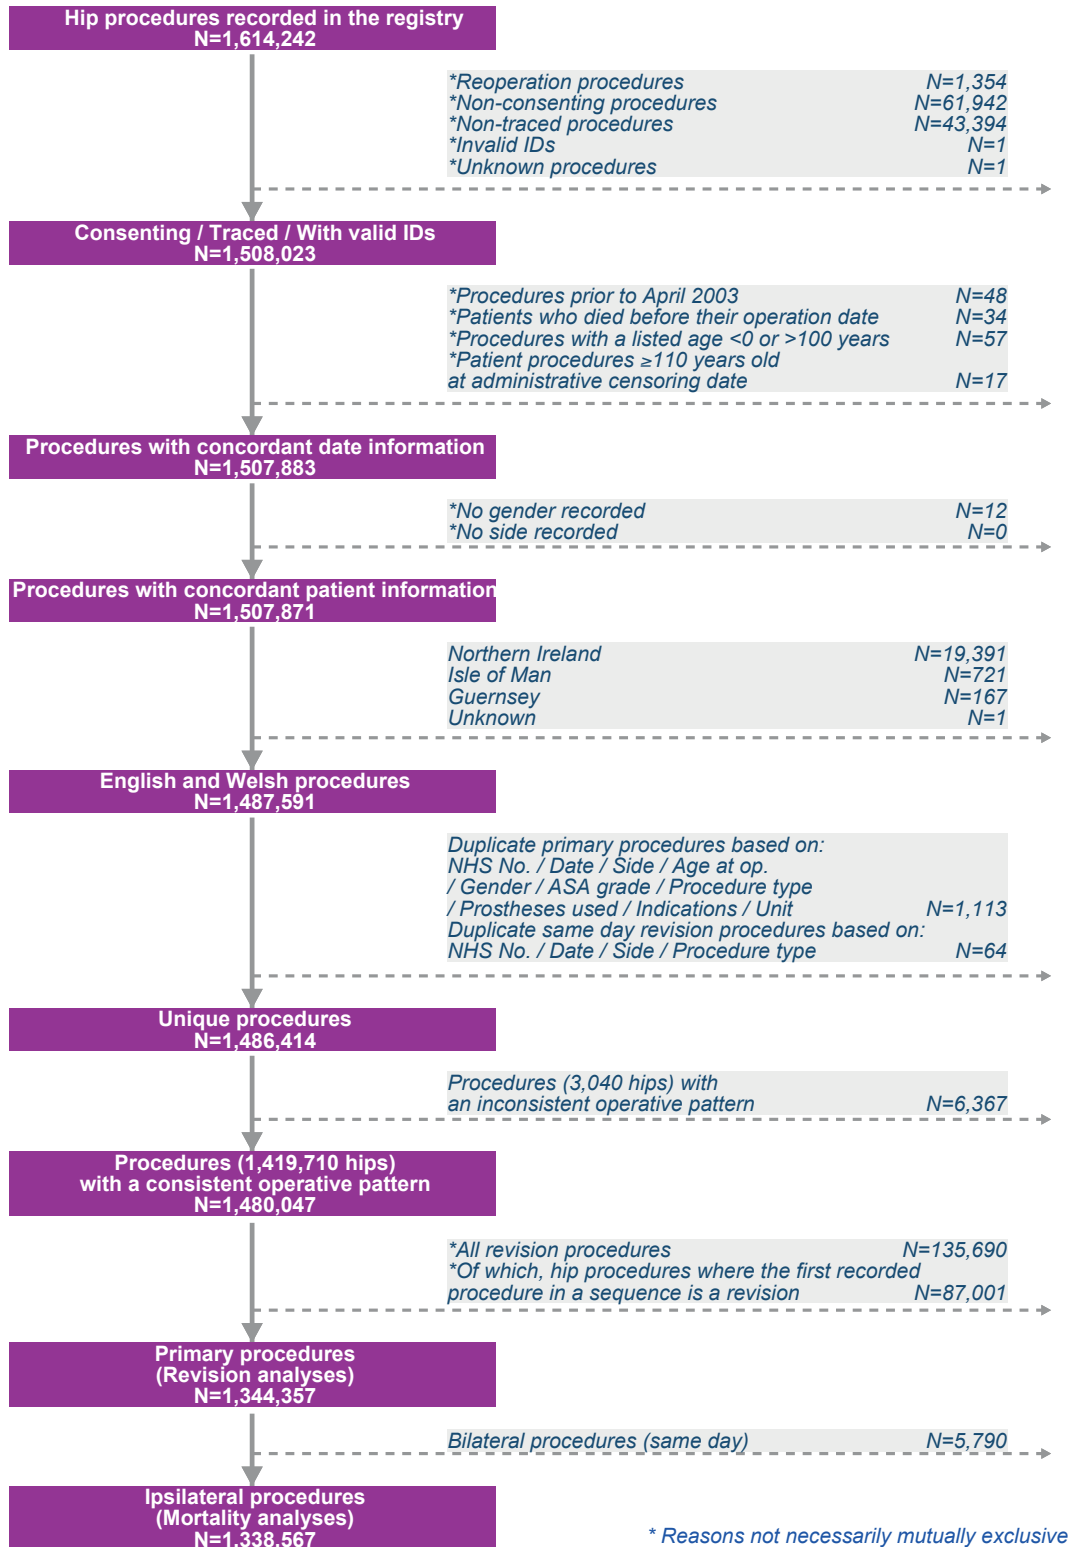 Hip procedures recorded in the registry
N=1,614,242
*Reoperation procedures N=1,354
*Non-consenting procedures N=61,942
*Non-traced procedures N=43,394
*Invalid IDs N=1
*Unknown procedures N=1
Consenting / Traced / With valid IDs
N=1,508,023
*Procedures prior to April 2003 N=48
*Patients who died before their operation date N=34
*Procedures with a listed age <0 or >100 years N=57
*Patient procedures ≥110 years old
at administrative censoring date N=17
Procedures with concordant date information
N=1,507,883
*No gender recorded N=12
*No side recorded N=0
Procedures with concordant patient information
N=1,507,871
Northern Ireland N=19,391
Isle of Man N=721
Guernsey N=167
Unknown N=1
English and Welsh procedures
N=1,487,591
Duplicate primary procedures based on:
NHS No. / Date / Side / Age at op.
/ Gender / ASA grade / Procedure type
/ Prostheses used / Indications / Unit N=1,113
Duplicate same day revision procedures based on:
NHS No. / Date / Side / Procedure type N=64
Unique procedures
N=1,486,414
Procedures (3,040 hips) with
an inconsistent operative pattern N=6,367
Procedures (1,419,710 hips)
with a consistent operative pattern
N=1,480,047
*All revision procedures N=135,690
*Of which, hip procedures where the first recorded
procedure in a sequence is a revision N=87,001
Primary procedures
(Revision analyses)
N=1,344,357
Bilateral procedures (same day) N=5,790
Ipsilateral procedures
(Mortality analyses)
N=1,338,567
* Reasons not necessarily mutually exclusive